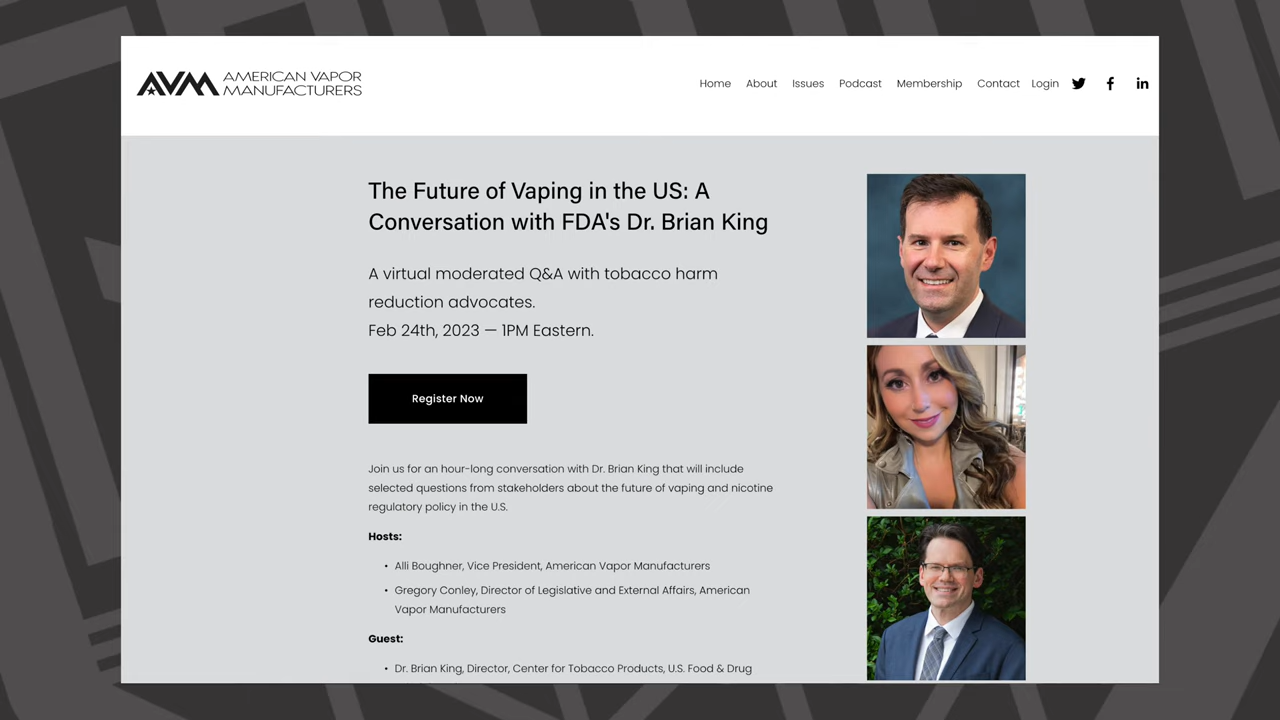 AVM AMERICAN VAPOR
MANUFACTURERS
Home About Issues Podcast Membership Contact Login
The Future of Vaping in the US: A
Conversation with FDA's Dr. Brian King
A virtual moderated Q&A with tobacco harm
reduction advocates.
Feb 24th, 2023 — 1PM Eastern.
Register Now
Join us for an hour-long conversation with Dr. Brian King that will include
selected questions from stakeholders about the future of vaping and nicotine
regulatory policy in the U.S.
Hosts:
• Alli Boughner, Vice President, American Vapor Manufacturers
• Gregory Conley, Director of Legislative and External Affairs, American
Vapor Manufacturers
Guest:
• Dr. Brian King, Director, Center for Tobacco Products, U.S. Food & Drug